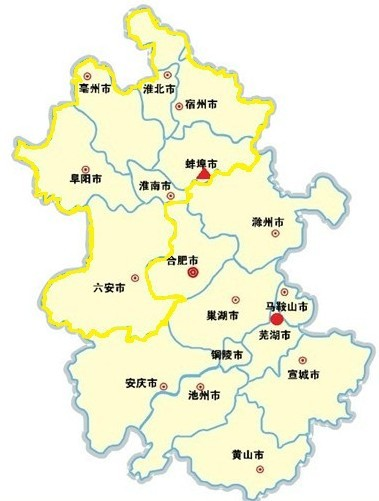 亳州市
淮北市
宿州市
蚌埠市
阜阳市
淮南市
滁州市
合肥市
六安市
巢湖市
马鞍山市
芜湖市
铜陵市
宣城市
安庆市
池州市
黄山市